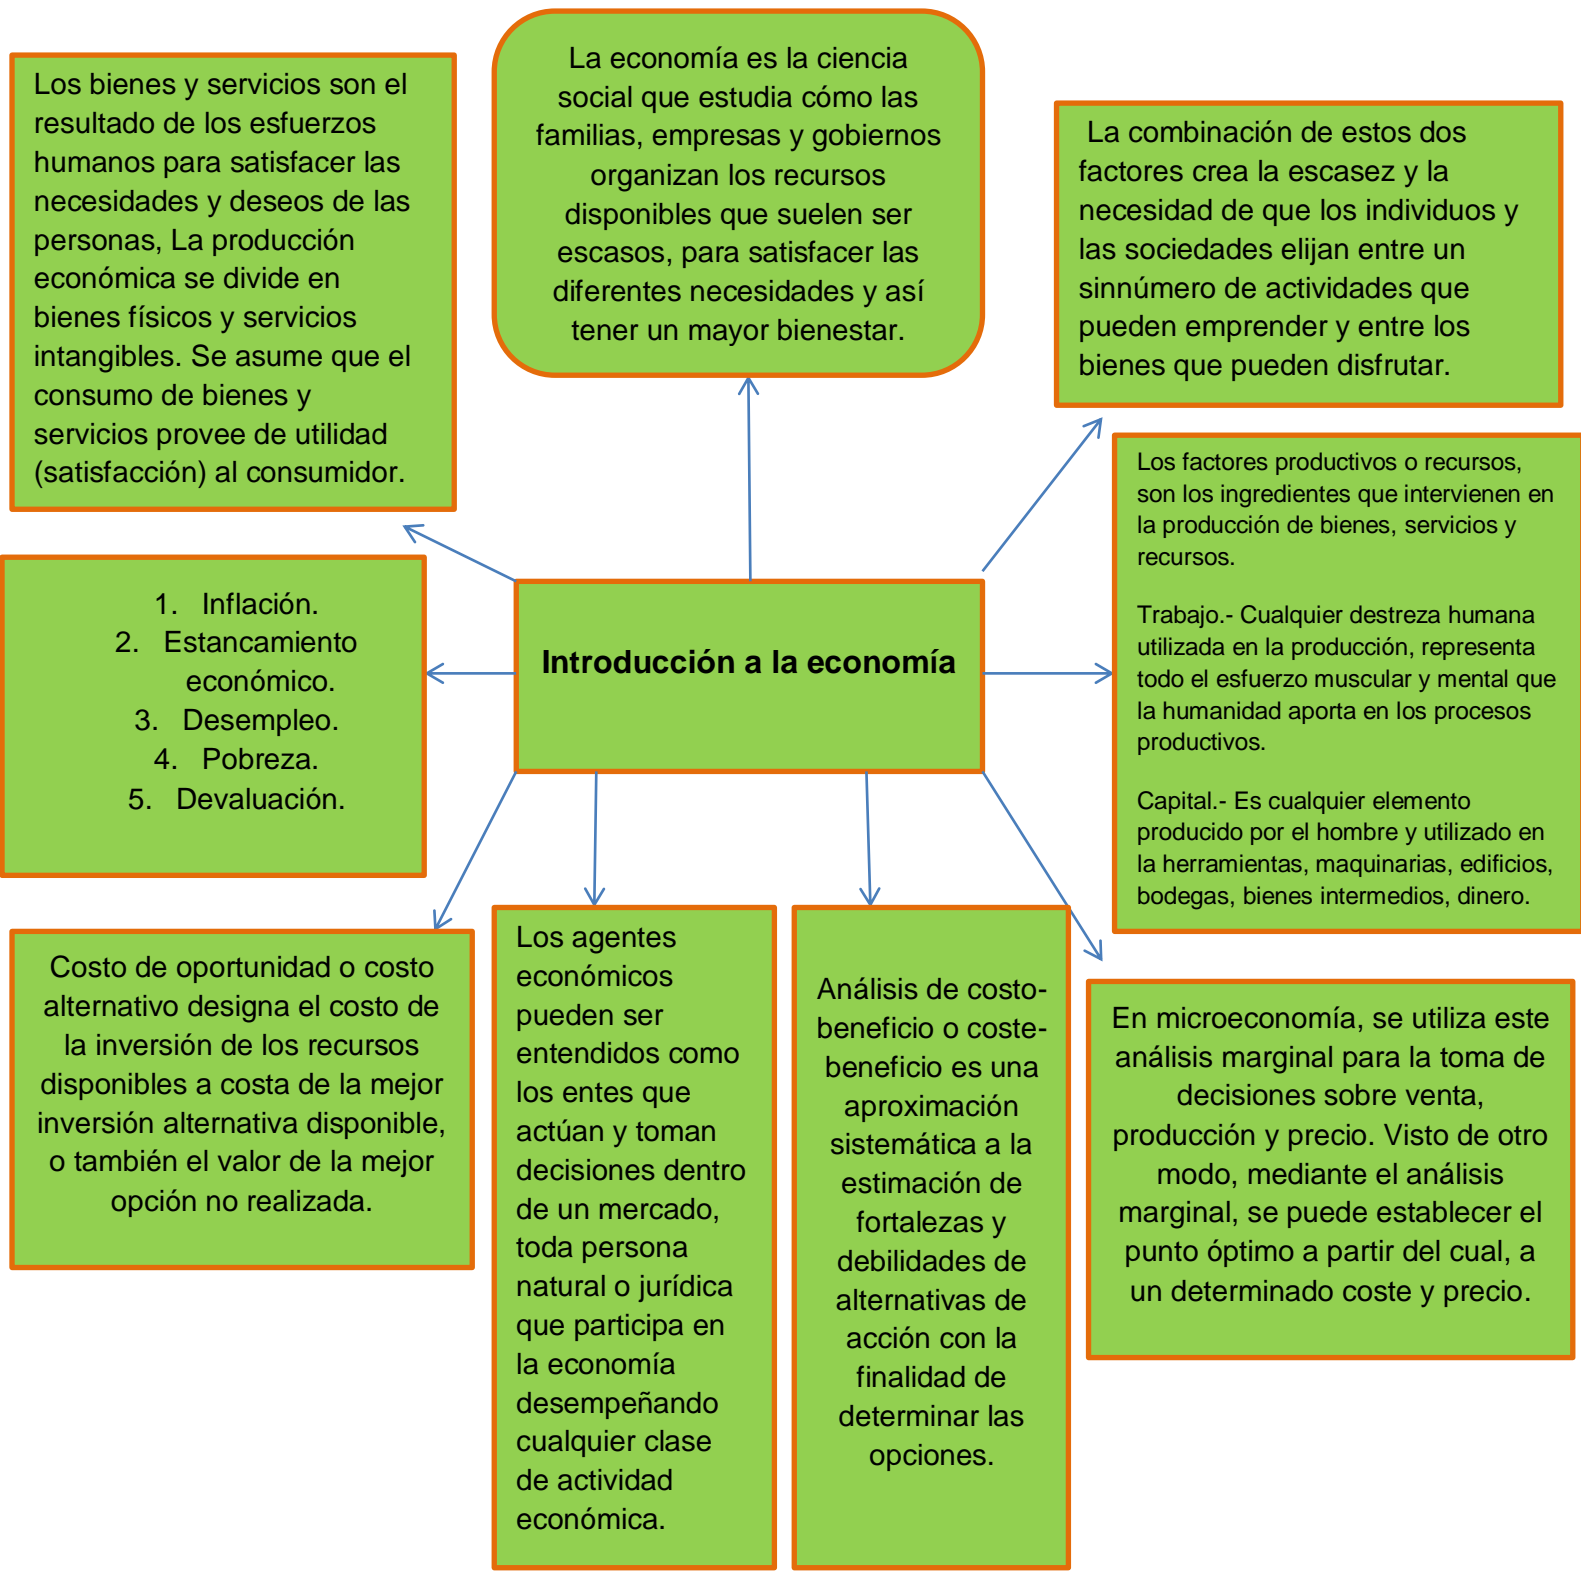 Los bienes y servicios son el
resultado de los esfuerzos
humanos para satisfacer las
necesidades y deseos de las
personas, La producción
económica se divide en
bienes físicos y servicios
intangibles. Se asume que el
consumo de bienes y
servicios provee de utilidad
(satisfacción) al consumidor.
La economía es la ciencia
social que estudia cómo las
familias, empresas y gobiernos
organizan los recursos
disponibles que suelen ser
escasos, para satisfacer las
diferentes necesidades y así
tener un mayor bienestar.
La combinación de estos dos
factores crea la escasez y la
necesidad de que los individuos y
las sociedades elijan entre un
sinnúmero de actividades que
pueden emprender y entre los
bienes que pueden disfrutar.
1. Inflación.
2. Estancamiento
económico.
3. Desempleo.
4. Pobreza.
5. Devaluación.
Introducción a la economía
Los factores productivos o recursos,
son los ingredientes que intervienen en
la producción de bienes, servicios y
recursos.
Trabajo.- Cualquier destreza humana
utilizada en la producción, representa
todo el esfuerzo muscular y mental que
la humanidad aporta en los procesos
productivos.
Capital.- Es cualquier elemento
producido por el hombre y utilizado en
la herramientas, maquinarias, edificios,
bodegas, bienes intermedios, dinero.
Costo de oportunidad o costo
alternativo designa el costo de
la inversión de los recursos
disponibles a costa de la mejor
inversión alternativa disponible,
o también el valor de la mejor
opción no realizada.
Los agentes
económicos
pueden ser
entendidos como
los entes que
actúan y toman
decisiones dentro
de un mercado,
toda persona
natural o jurídica
que participa en
la economía
desempeñando
cualquier clase
de actividad
económica.
Análisis de costo-
beneficio o coste-
beneficio es una
aproximación
sistemática a la
estimación de
fortalezas y
debilidades de
alternativas de
acción con la
finalidad de
determinar las
opciones.
En microeconomía, se utiliza este
análisis marginal para la toma de
decisiones sobre venta,
producción y precio. Visto de otro
modo, mediante el análisis
marginal, se puede establecer el
punto óptimo a partir del cual, a
un determinado coste y precio.